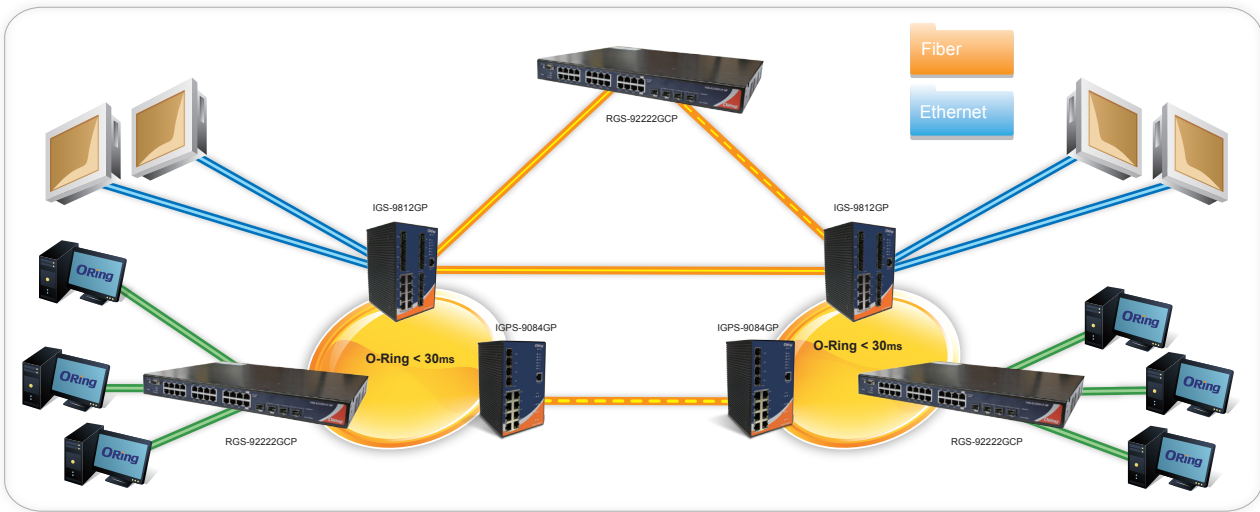 Fiber
Ethernet
RGS-92222GCP
IGS-9812GP
IGS-9812GP
ORing
ORing
IGPS-9084GP
IGPS-9084GP
O-Ring < 30ms
O-Ring < 30ms
ORing
ORing
RGS-92222GCP
RGS-92222GCP
ORing
ORing